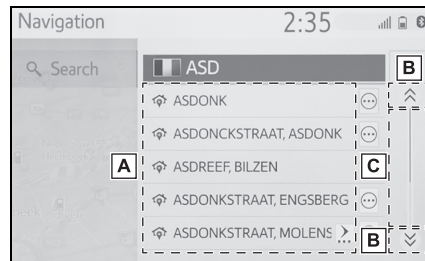 Navigation 2:35
Search ASD B
ASDONK
ASDONCKSTRAAT, ASDONK
A ASDREEF, BILZEN C
ASDONKSTRAAT, ENGSBERG
ASDONKSTRAAT, MOLENS B